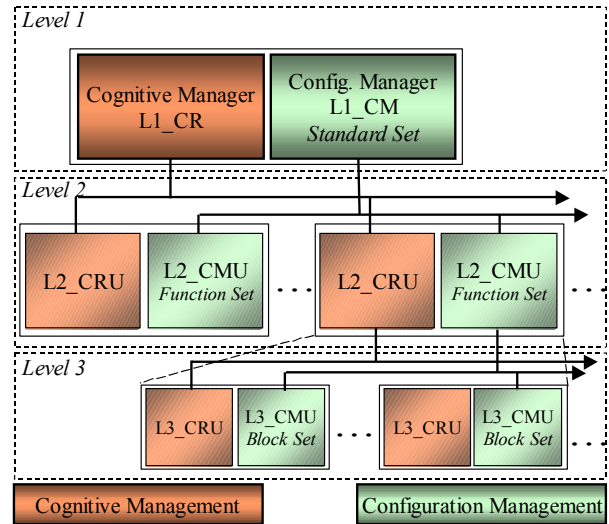 Level 1
Cognitive Manager
L1_CR
Config. Manager
L1_CM
Standard Set
Level 2
L2_CRU
L2_CMU
Function Set
. . .
L2_CRU
L2_CMU
Function Set
. . .
Level 3
L3_CRU
L3_CMU
Block Set
. . .
L3_CRU
L3_CMU
Block Set
. . .
Cognitive Management
Configuration Management